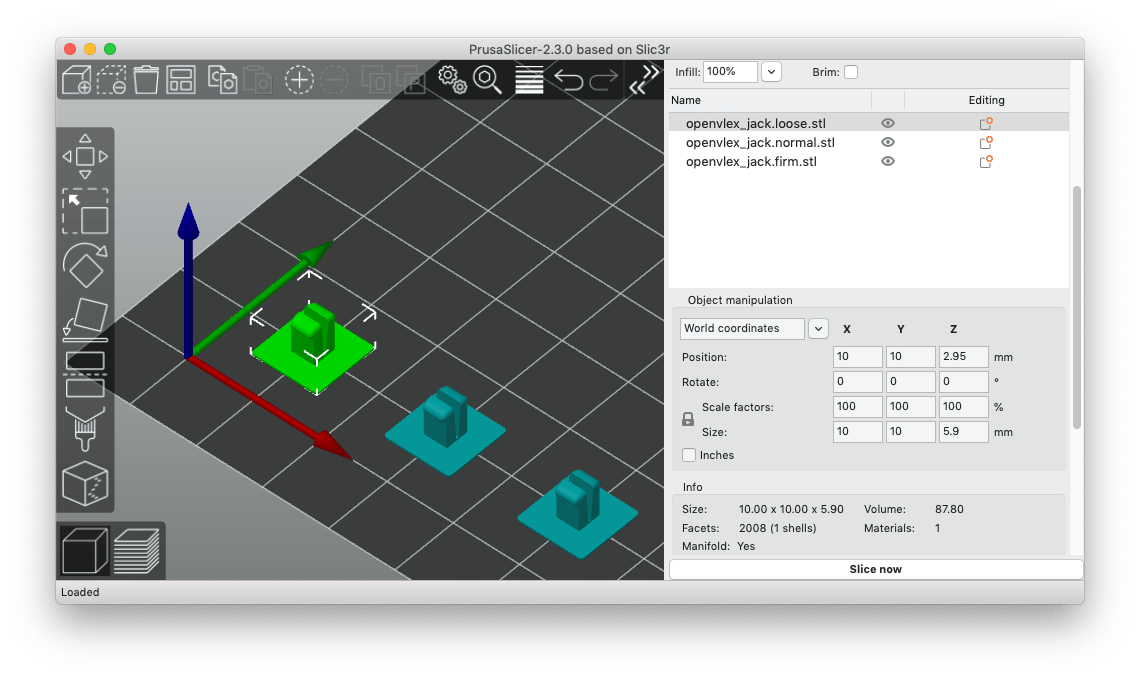 PrusaSlicer-2.3.0 based on Slic3r
Infill: 100% Brim:
Name Editing
openvlex_jack.loose.stl
openvlex_jack.normal.stl
openvlex_jack.firm.stl
Object manipulation
World coordinates X Y Z
Position: 10 10 2.95 mm
Rotate: 0 0 0 °
Scale factors: 100 100 100 %
Size: 10 10 5.9 mm
Inches
Info
Size: 10.00 x 10.00 x 5.90 Volume: 87.80
Facets: 2008 (1 shells) Materials: 1
Manifold: Yes
Slice now
Loaded